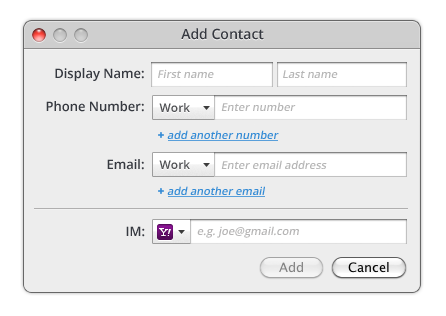 Add Contact
Display Name: First name Last name
Phone Number: Work Enter number
+ add another number
Email: Work Enter email address
+ add another email
IM: Y! e.g. joe@gmail.com
Add Cancel